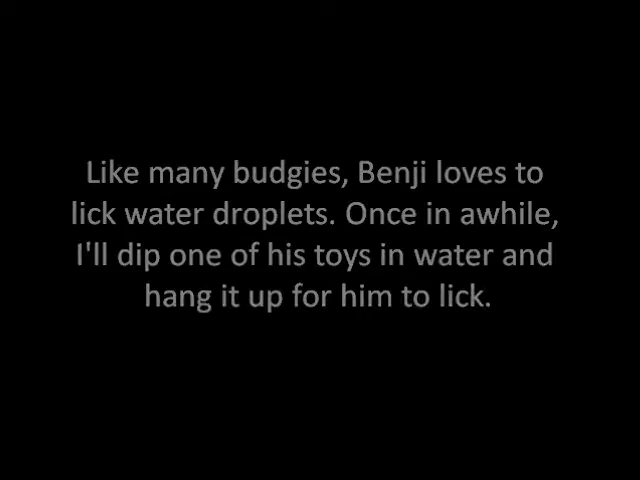 Like many budgies, Benji loves to
lick water droplets. Once in awhile,
I'll dip one of his toys in water and
hang it up for him to lick.